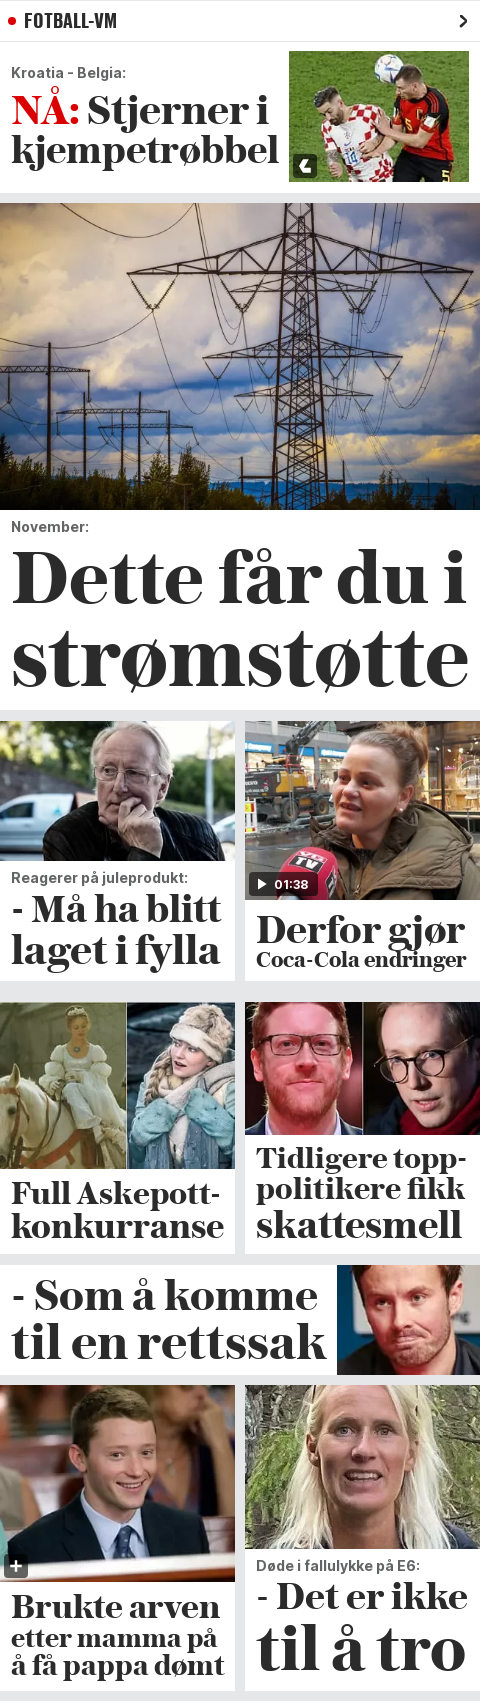 FOTBALL-VM
Kroatia - Belgia:
NÅ: Stjerner i
kjempetrøbbel
November:
Dette får du i
strømstøtte
Reagerer på juleprodukt:
- Må ha blitt
laget i fylla
VG
TV
01:38
Derfor gjør
Coca-Cola endringer
Full Askepott-
konkurranse
Tidligere topp-
politikere fikk
skattesmell
- Som å komme
til en rettssak
Brukte arven
etter mamma på
å få pappa dømt
Døde i fallulykke på E6:
- Det er ikke
til å tro